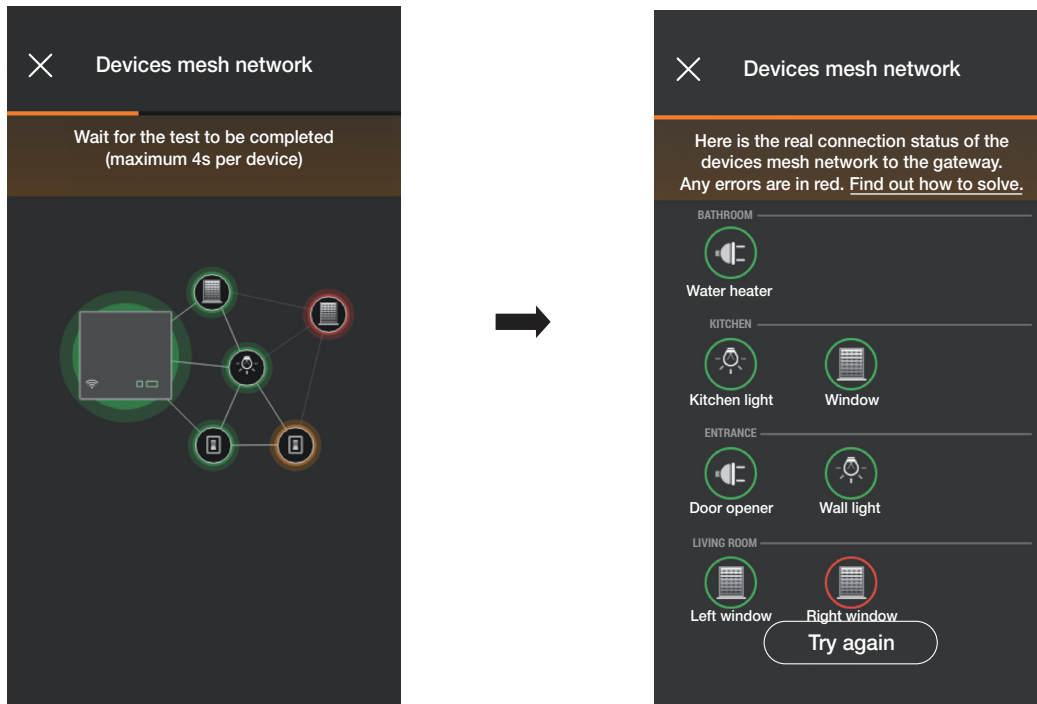 Devices mesh network
Wait for the test to be completed
(maximum 4s per device)
Devices mesh network
Here is the real connection status of the
devices mesh network to the gateway.
Any errors are in red. Find out how to solve.
BATHROOM
Water heater
KITCHEN
Kitchen light Window
ENTRANCE
Door opener Wall light
LIVING ROOM
Left window Right window
Try again